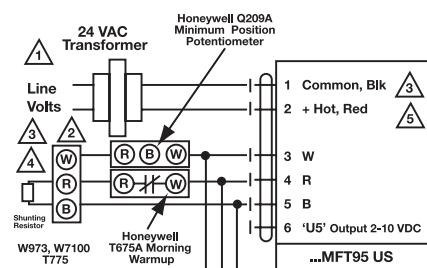 Honeywell Q209A
Minimum Position
Potentiometer
24 VAC
Transformer
1
Line
Volts
1 Common, Blk
3
2 + Hot, Red
5
3
2
4
W
R
B
R B W
R W
3 W
4 R
5 B
6 'U5' Output 2-10 VDC
Shunting
Resistor
W973, W7100
T775
Honeywell
T675A Morning
Warmup
...MFT95 US